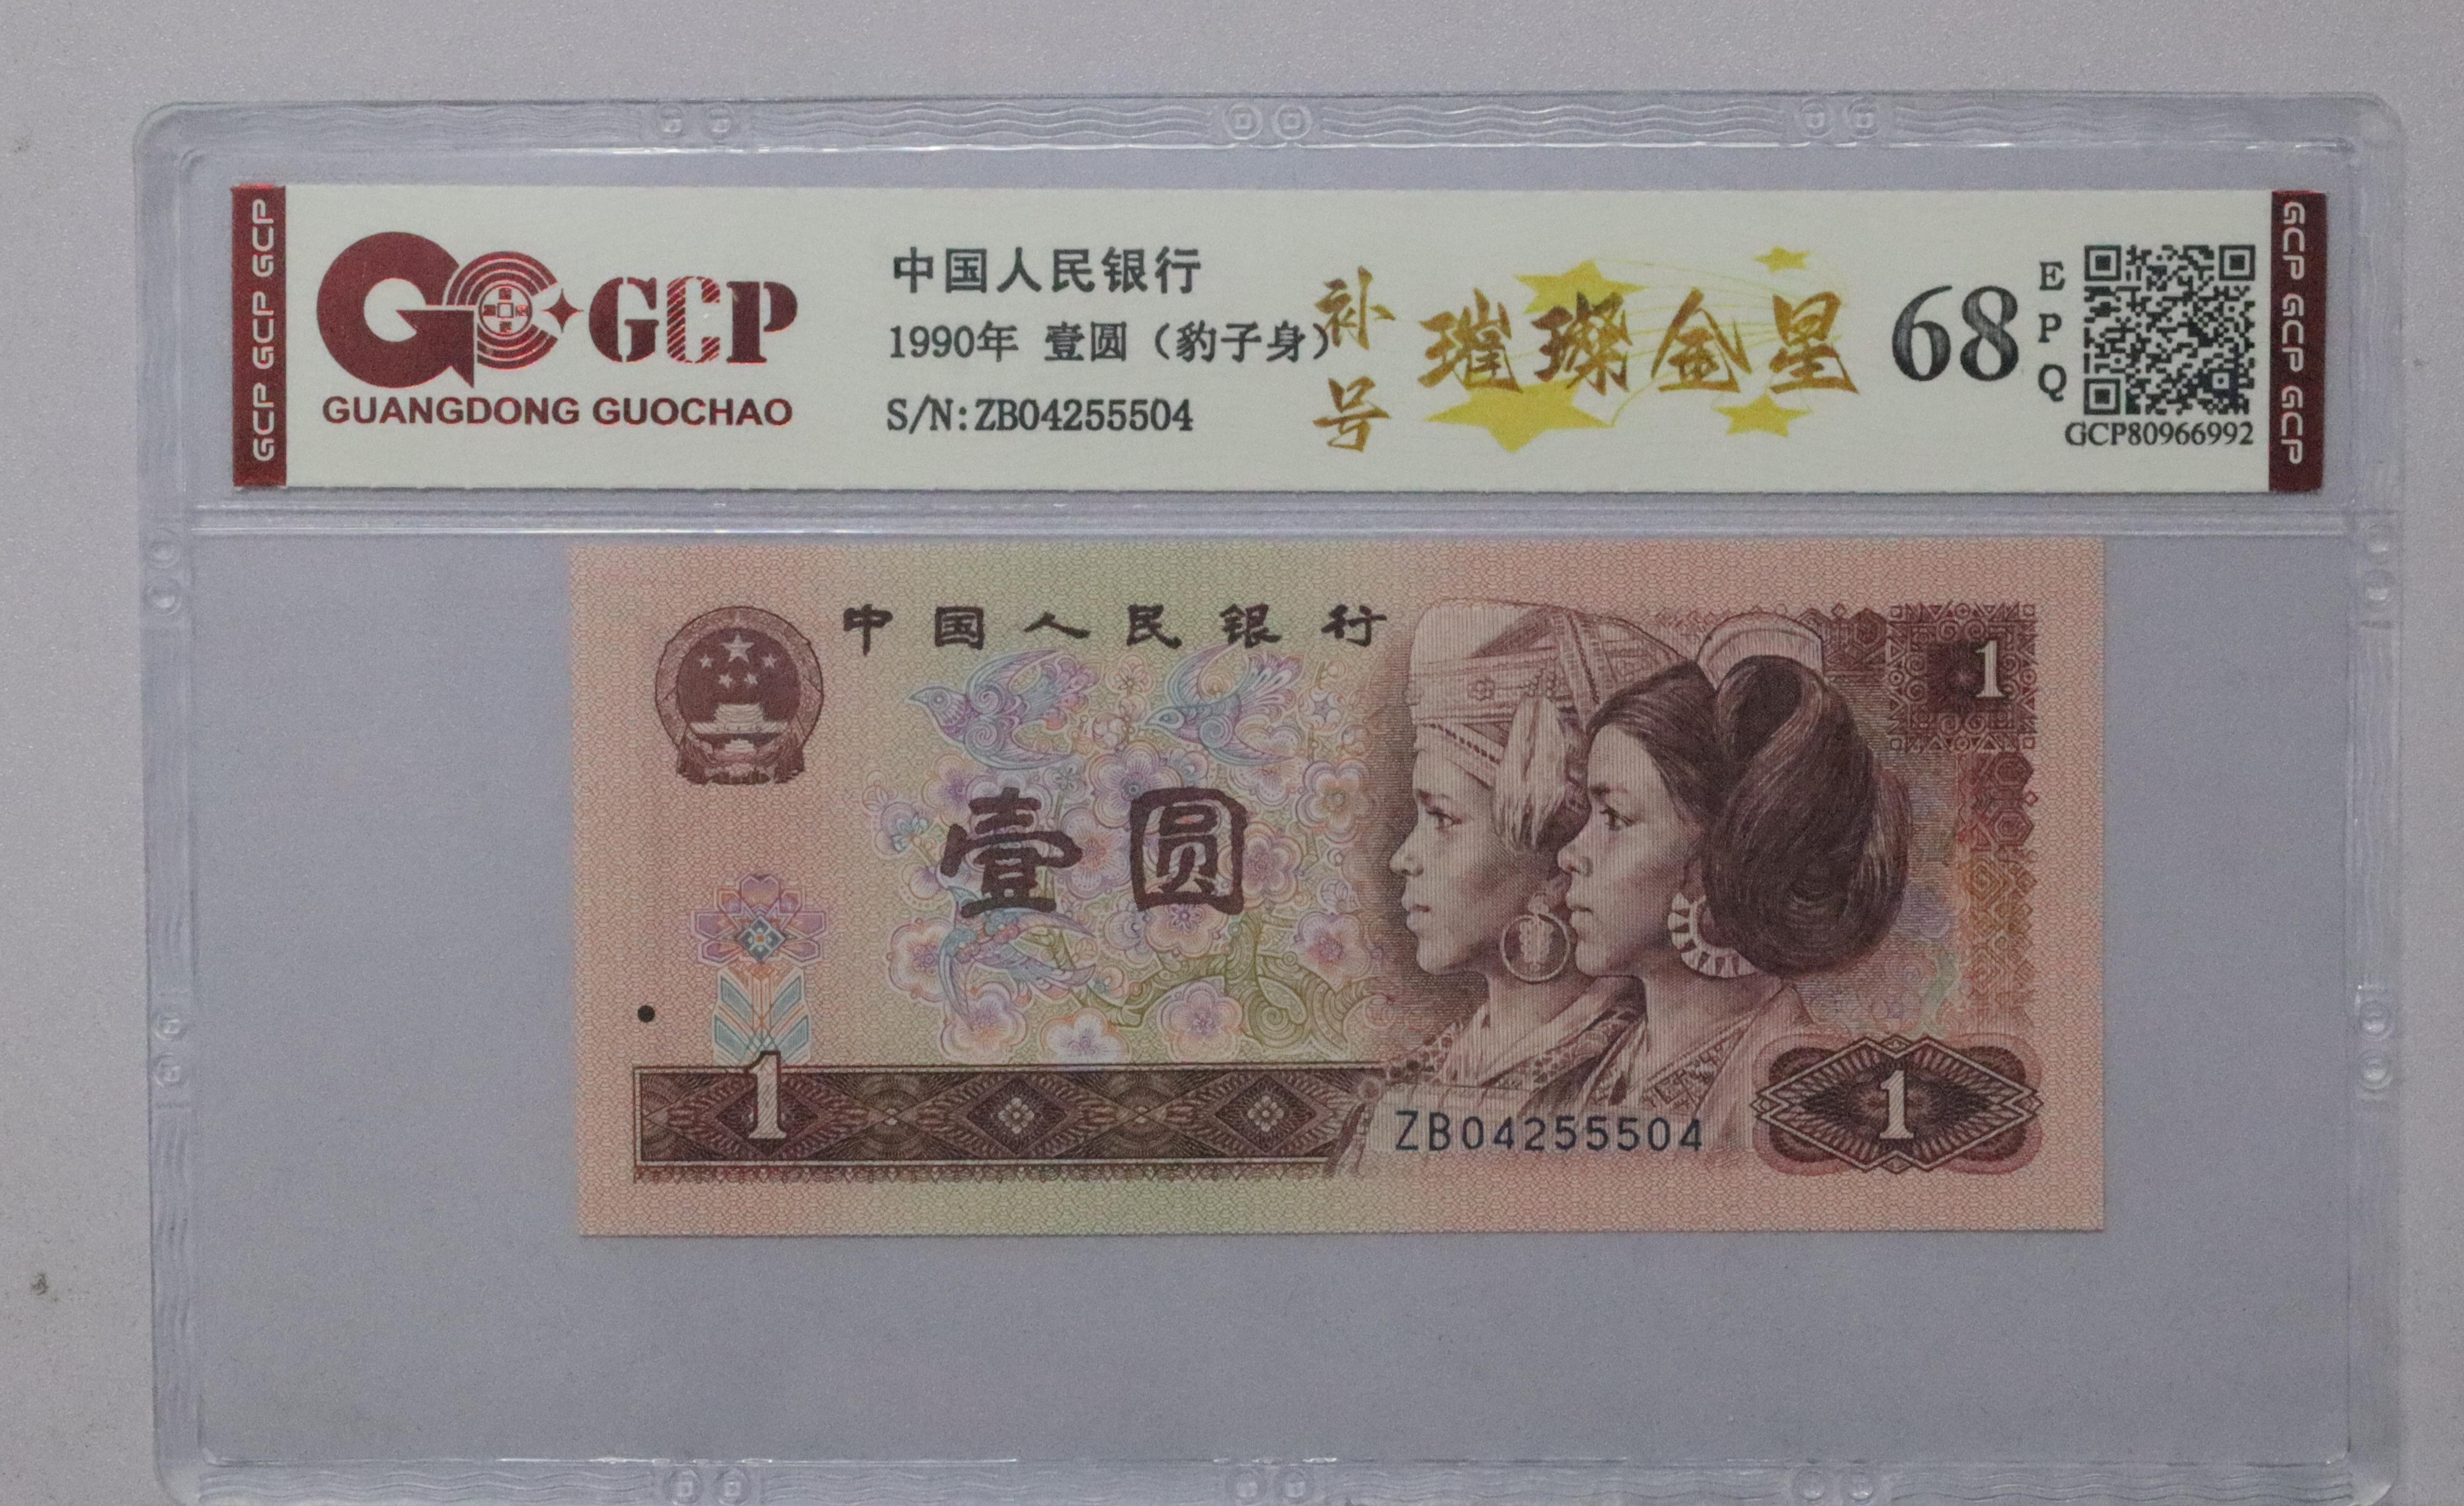 GCP GCP GCP
GCP
GUANGDONG GUOCHAO
中国人民银行
1990年 壹圆（豹子身）
S/N:ZB04255504
补号
璀璨金星
68
EPQ
GCP80966992
GCP GCP GCP
中国人民银行
1
壹圆
1
ZB04255504
1